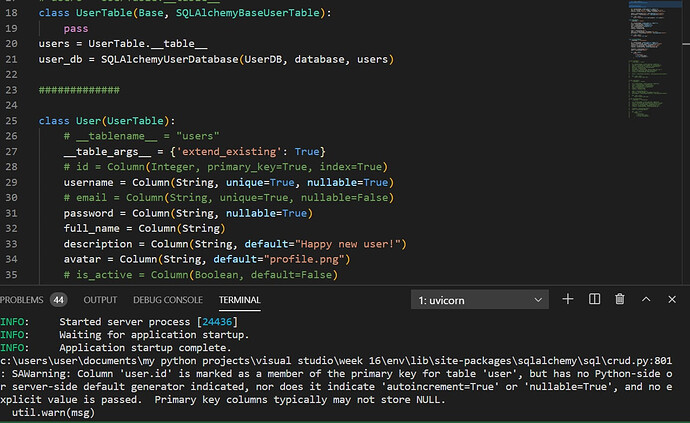 18 class UserTable(Base, SQLAlchemyBaseUserTable):
19     pass
20 users = UserTable.__table__
21 user_db = SQLAlchemyUserDatabase(UserDB, database, users)
22
23 #############
24
25 class User(UserTable):
26     # __tablename__ = "users"
27     __table_args__ = {'extend_existing': True}
28     # id = Column(Integer, primary_key=True, index=True)
29     username = Column(String, unique=True, nullable=True)
30     # email = Column(String, unique=True, nullable=False)
31     password = Column(String, nullable=True)
32     full_name = Column(String)
33     description = Column(String, default="Happy new user!")
34     avatar = Column(String, default="profile.png")
35     # is_active = Column(Boolean, default=False)
PROBLEMS 44 OUTPUT DEBUG CONSOLE TERMINAL 1: uvicorn
INFO:     Started server process [24436]
INFO:     Waiting for application startup.
INFO:     Application startup complete.
c:\users\user\documents\my python projects\visual studio\week 16\env\lib\site-packages\sqlalchemy\sql\crud.py:801
: SAWarning: Column 'user.id' is marked as a member of the primary key for table 'user', but has no Python-side o
r server-side default generator indicated, nor does it indicate 'autoincrement=True' or 'nullable=True', and no e
xplicit value is passed.  Primary key columns typically may not store NULL.
  util.warn(msg)